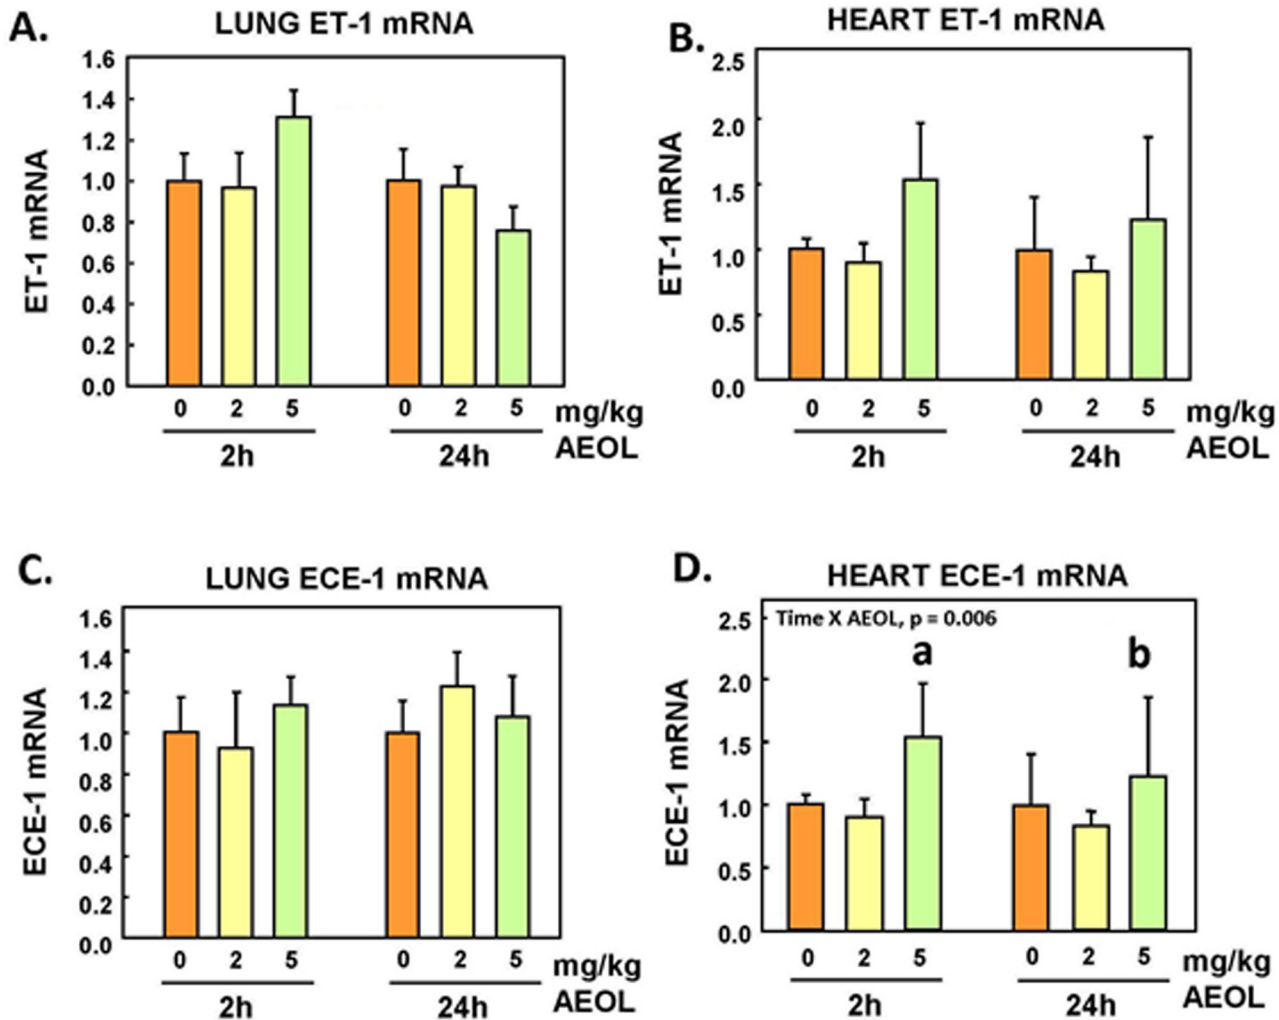 A.
LUNG ET-1 mRNA
ET-1 mRNA
1.6
1.4
1.2
1.0
0.8
0.6
0.4
0.2
0.0
0 2 5 0 2 5 mg/kg
2h 24h AEOL
B.
HEART ET-1 mRNA
ET-1 mRNA
2.5
2.0
1.5
1.0
0.5
0.0
0 2 5 0 2 5 mg/kg
2h 24h AEOL
C.
LUNG ECE-1 mRNA
ECE-1 mRNA
1.6
1.4
1.2
1.0
0.8
0.6
0.4
0.2
0.0
0 2 5 0 2 5 mg/kg
2h 24h AEOL
D.
HEART ECE-1 mRNA
Time X AEOL, p = 0.006
a b
ECE-1 mRNA
2.5
2.0
1.5
1.0
0.5
0.0
0 2 5 0 2 5 mg/kg
2h 24h AEOL